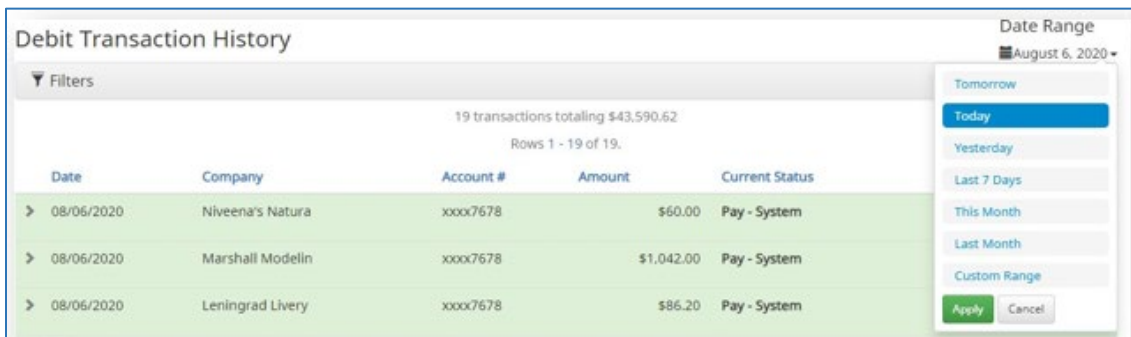 Debit Transaction History
Date Range
August 6, 2020
Filters
Tomorrow
Today
Yesterday
Last 7 Days
This Month
Last Month
Custom Range
Apply Cancel
19 transactions totaling $43,590.62
Rows 1 - 19 of 19.
Date Company Account # Amount Current Status
08/06/2020 Niveena's Natura xxxx7678 $60.00 Pay - System
08/06/2020 Marshall Modelin xxxx7678 $1,042.00 Pay - System
08/06/2020 Leningrad Livery xxxx7678 $86.20 Pay - System